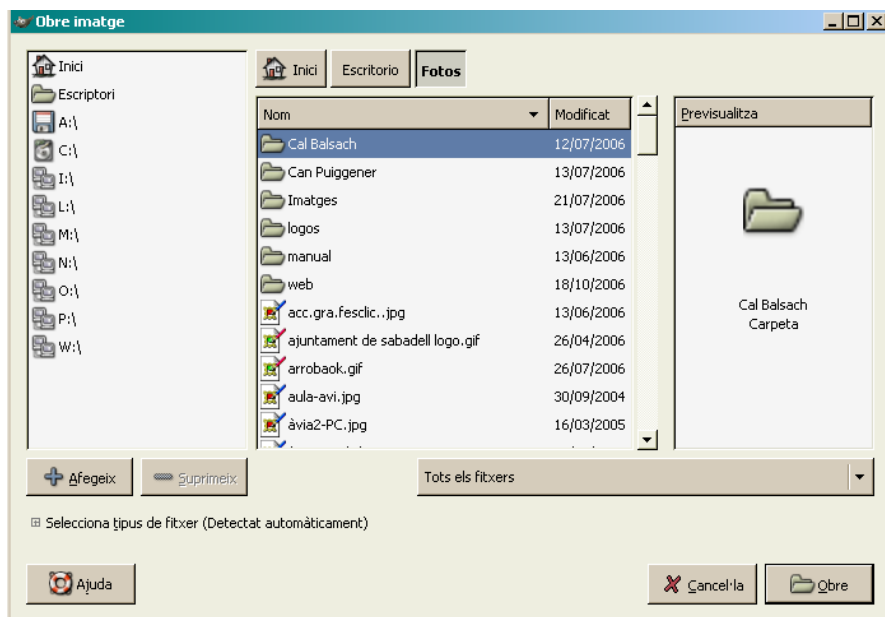 Obre imatge
Inici
Escriptori
A:\
C:\
I:\
L:\
M:\
N:\
O:\
P:\
W:\
Afegeix
Suprimeix
Inici
Escritorio
Fotos
Nom
Modificat
Cal Balsach
12/07/2006
Can Puiggener
13/07/2006
Imatges
21/07/2006
logos
13/07/2006
manual
13/06/2006
web
18/10/2006
acc.gra.fesclic..jpg
13/06/2006
ajuntament de sabadell logo.gif
26/04/2006
arrobaok.gif
26/07/2006
aula-avi.jpg
30/09/2004
àvia2-PC.jpg
16/03/2005
Previsualitza
Cal Balsach
Carpeta
Tots els fitxers
Selecciona tipus de fitxer (Detectat automàticament)
Ajuda
Cancel·la
Obre